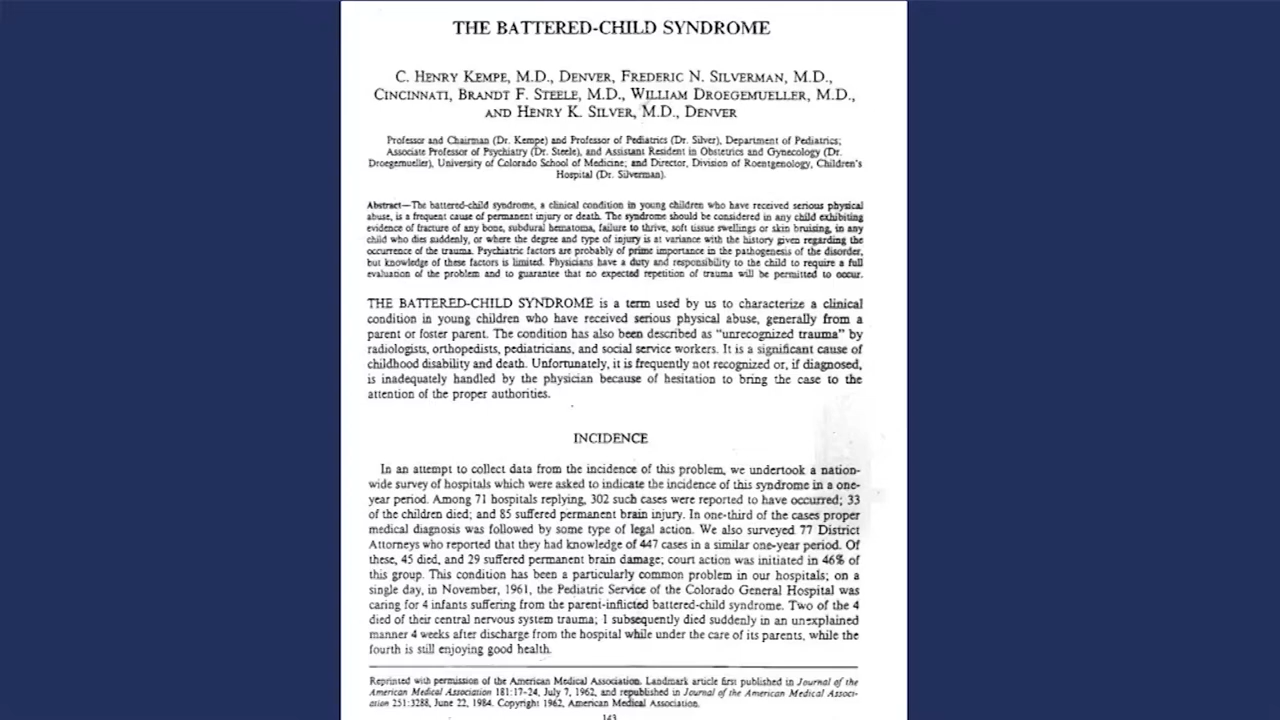 THE BATTERED-CHILD SYNDROME
C. HENRY KEMPE, M.D., DENVER, FREDERIC N. SILVERMAN, M.D.,
CINCINNATI, BRANDT F. STEELE, M.D., WILLIAM DROEGEMUELLER, M.D.,
AND HENRY K. SILVER, M.D., DENVER
Professor and Chairman (Dr. Kempe) and Professor of Pediatrics (Dr. Silver), Department of Pediatrics;
Associate Professor of Psychiatry (Dr. Steele), and Assistant Resident in Obstetrics and Gynecology (Dr.
Droegemueller), University of Colorado School of Medicine; and Director, Division of Roentgenology, Children's
Hospital (Dr. Silverman).
Abstract—The battered-child syndrome, a clinical condition in young children who have received serious physical
abuse, is a frequent cause of permanent injury or death. The syndrome should be considered in any child exhibiting
evidence of fracture of any bone, subdural hematoma, failure to thrive, soft tissue swellings or skin bruising, in any
child who dies suddenly, or where the degree and type of injury is at variance with the history given regarding the
occurrence of the trauma. Psychiatric factors are probably of prime importance in the pathogenesis of the disorder,
but knowledge of these factors is limited. Physicians have a duty and responsibility to the child to require a full
evaluation of the problem and to guarantee that no expected repetition of trauma will be permitted to occur.
THE BATTERED-CHILD SYNDROME is a term used by us to characterize a clinical
condition in young children who have received serious physical abuse, generally from a
parent or foster parent. The condition has also been described as "unrecognized trauma" by
radiologists, orthopedists, pediatricians, and social service workers. It is a significant cause of
childhood disability and death. Unfortunately, it is frequently not recognized or, if diagnosed,
is inadequately handled by the physician because of hesitation to bring the case to the
attention of the proper authorities.
INCIDENCE
In an attempt to collect data from the incidence of this problem, we undertook a nation-
wide survey of hospitals which were asked to indicate the incidence of this syndrome in a one-
year period. Among 71 hospitals replying, 302 such cases were reported to have occurred; 33
of the children died; and 85 suffered permanent brain injury. In one-third of the cases proper
medical diagnosis was followed by some type of legal action. We also surveyed 77 District
Attorneys who reported that they had knowledge of 447 cases in a similar one-year period. Of
these, 45 died, and 29 suffered permanent brain damage; court action was initiated in 46% of
this group. This condition has been a particularly common problem in our hospitals; on a
single day, in November, 1961, the Pediatric Service of the Colorado General Hospital was
caring for 4 infants suffering from the parent-inflicted battered-child syndrome. Two of the 4
died of their central nervous system trauma; 1 subsequently died suddenly in an unexplained
manner 4 weeks after discharge from the hospital while under the care of its parents, while the
fourth is still enjoying good health.
Reprinted with permission of the American Medical Association. Landmark article first published in Journal of the
American Medical Association 181:17-24, July 7, 1962, and republished in Journal of the American Medical Associ-
ation 251:3288, June 22, 1984. Copyright 1962, American Medical Association.
143